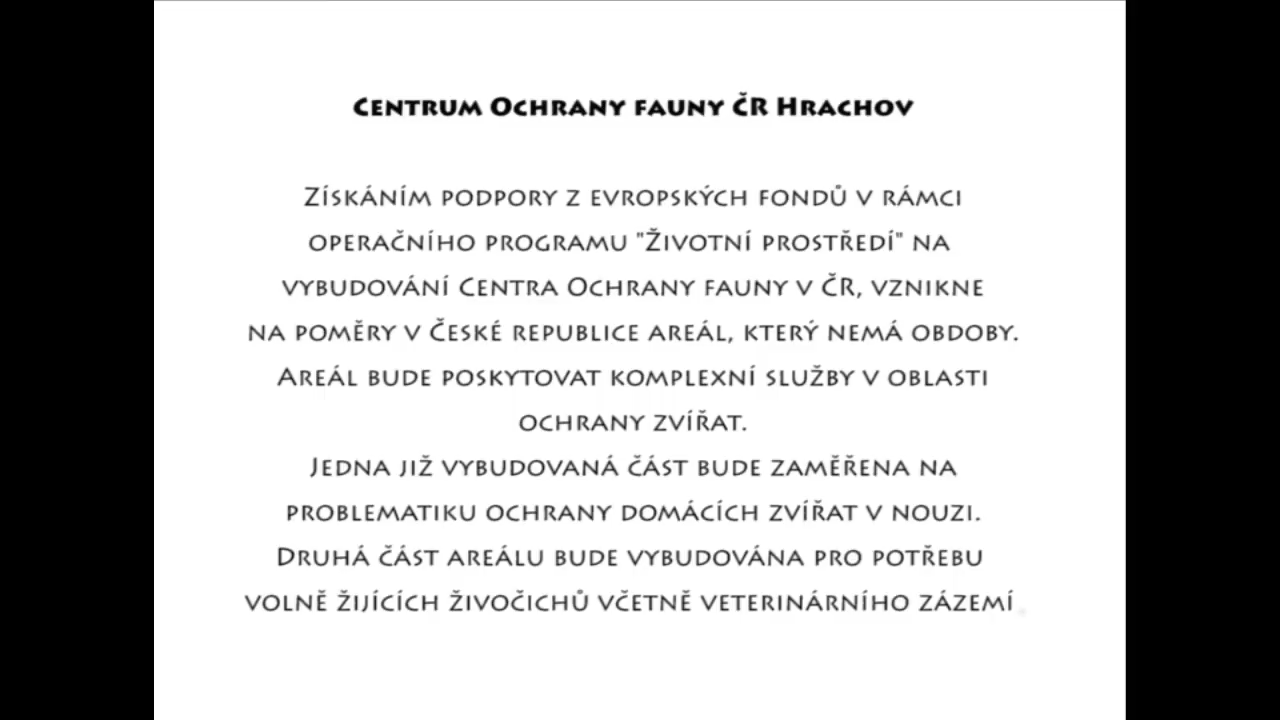 Centrum Ochrany fauny ČR Hrachov
Získáním podpory z evropských fondů v rámci
operačního programu "Životní prostředí" na
vybudování Centra Ochrany fauny v ČR, vznikne
na poměry v České republice areál, který nemá obdoby.
Areál bude poskytovat komplexní služby v oblasti
ochrany zvířat.
Jedna již vybudovaná část bude zaměřena na
problematiku ochrany domácích zvířat v nouzi.
Druhá část areálu bude vybudována pro potřebu
volně žijících živočichů včetně veterinárního zázemí